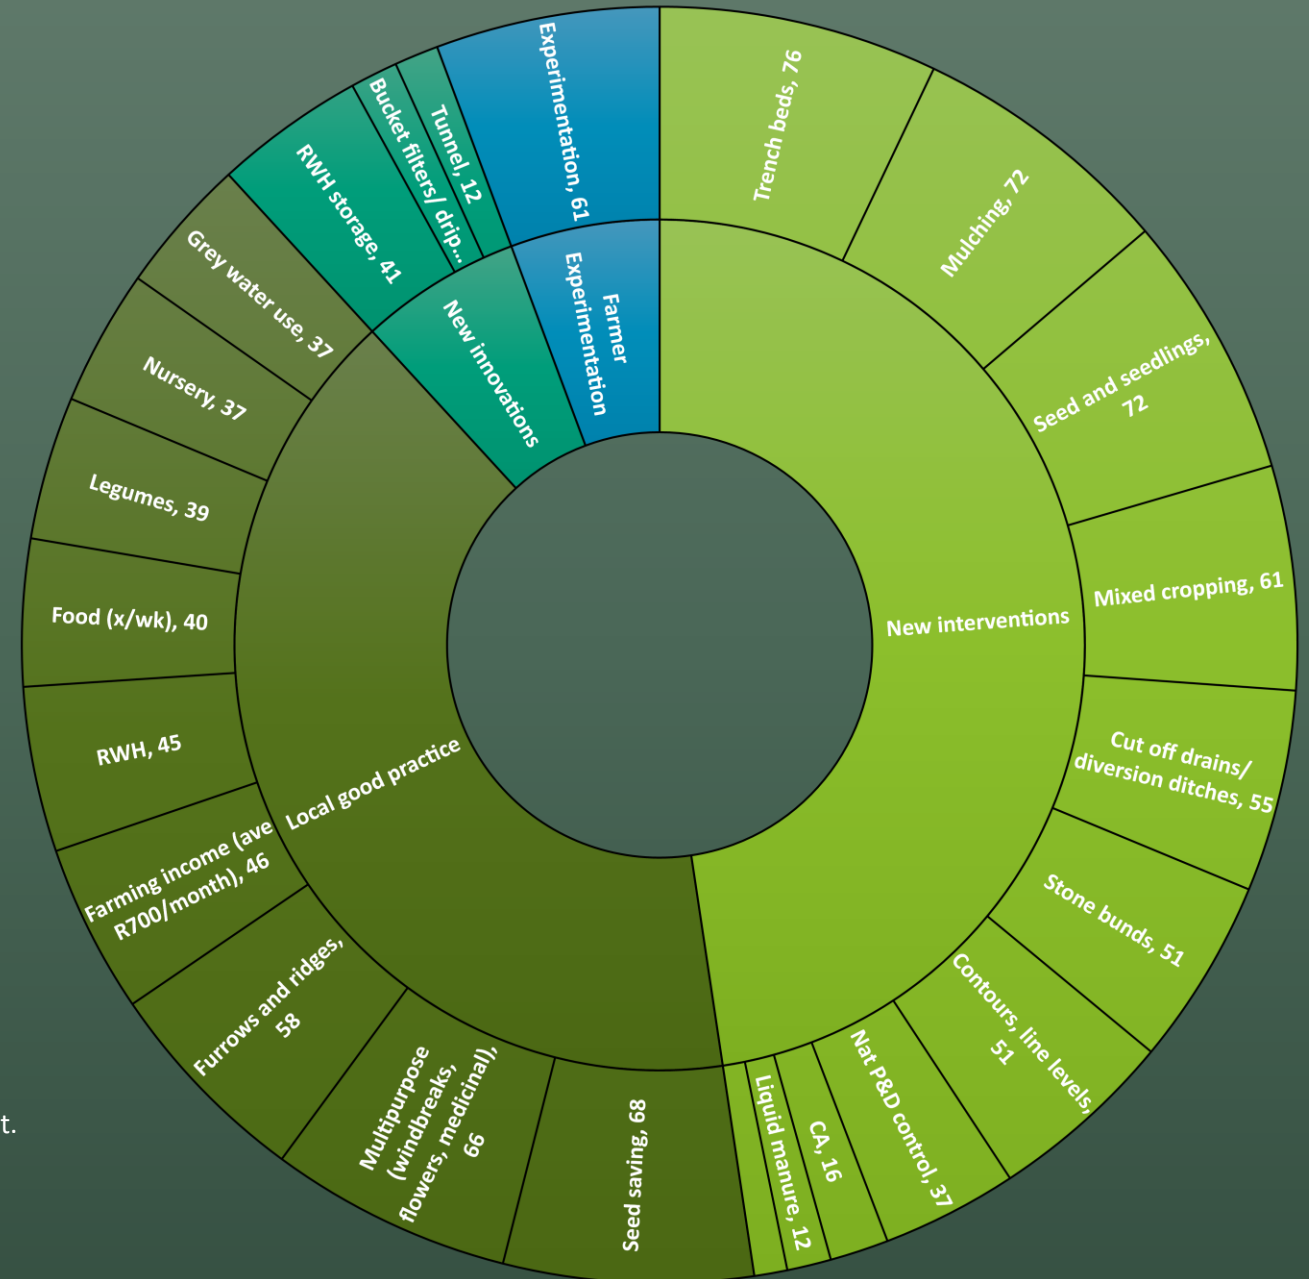 Farmer
Experimentation
Experimentation, 61
New interventions
Trench beds, 76
Mulching, 72
Seed and seedlings,
72
Mixed cropping, 61
Cut off drains/
diversion ditches, 55
Stone bunds, 51
Contours, line levels,
51
Nat P&D control, 37
CA, 16
Liquid manure, 12
Local good practice
Seed saving, 68
Multipurpose
(windbreaks,
flowers, medicinal),
66
Furrows and ridges,
58
Farming income (ave
R700/month), 46
RWH, 45
Food (x/wk), 40
Legumes, 39
Nursery, 37
Grey water use, 37
New innovations
RWH storage, 41
Bucket filters/ drip...
Tunnel, 12
t.